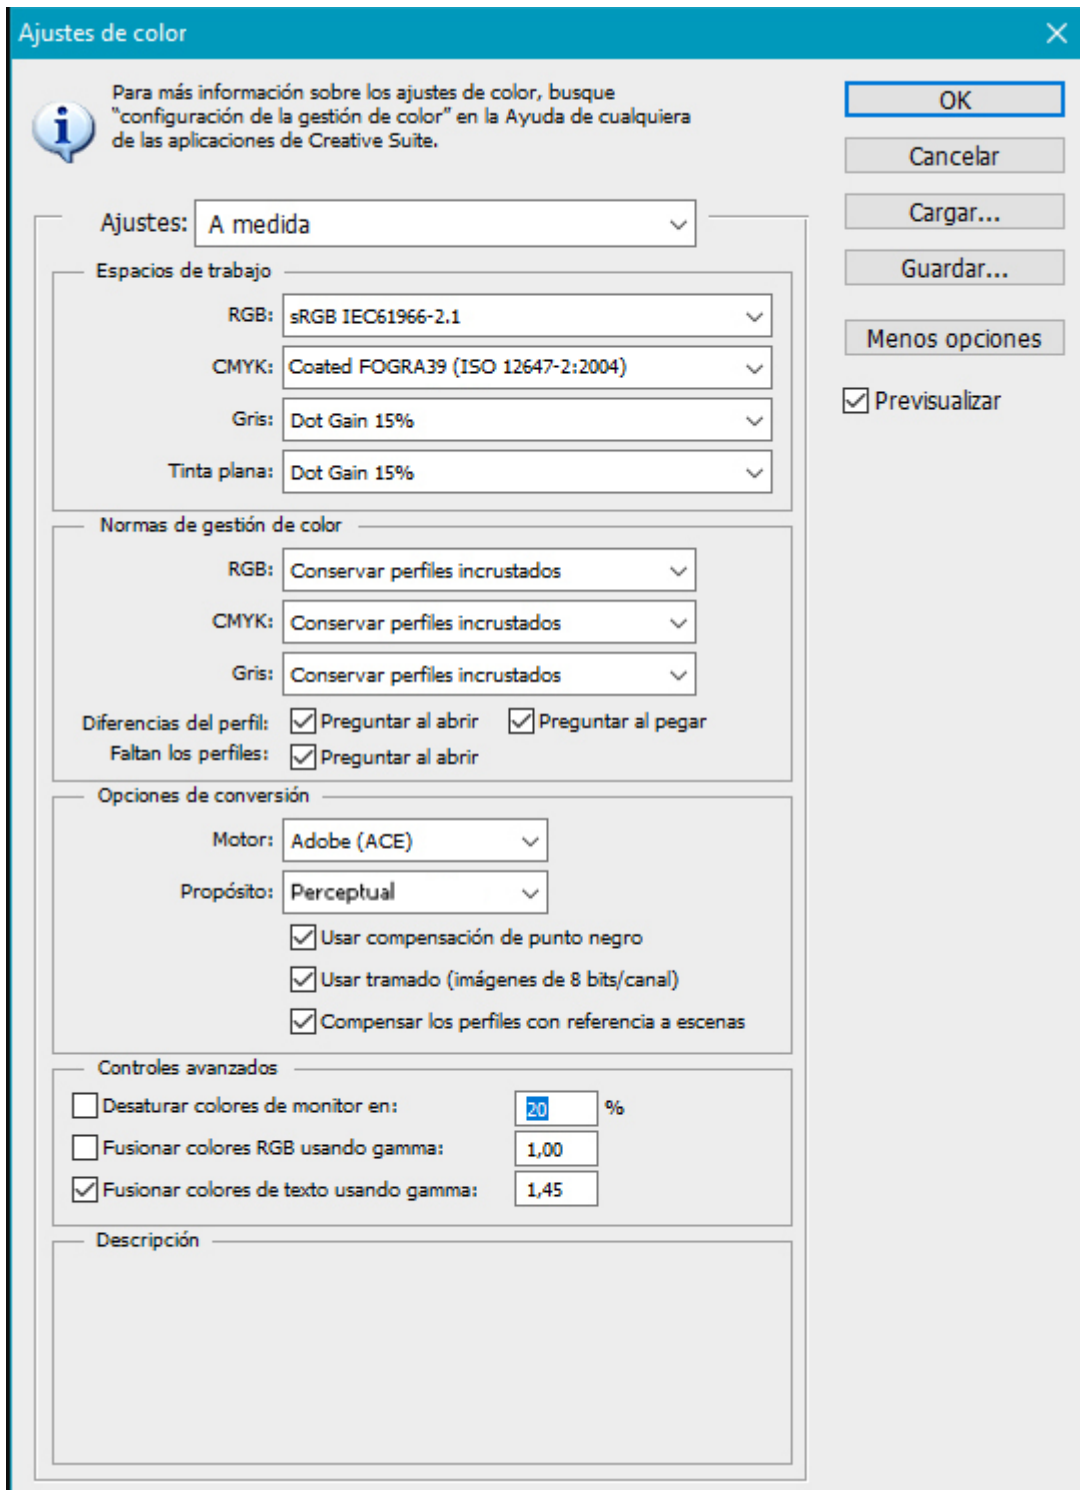 Ajustes de color
Para más información sobre los ajustes de color, busque
"configuración de la gestión de color" en la Ayuda de cualquiera
de las aplicaciones de Creative Suite.
OK
Cancelar
Cargar...
Guardar...
Menos opciones
Previsualizar
Ajustes: A medida
Espacios de trabajo
RGB: sRGB IEC61966-2.1
CMYK: Coated FOGRA39 (ISO 12647-2:2004)
Gris: Dot Gain 15%
Tinta plana: Dot Gain 15%
Normas de gestión de color
RGB: Conservar perfiles incrustados
CMYK: Conservar perfiles incrustados
Gris: Conservar perfiles incrustados
Diferencias del perfil: Preguntar al abrir Preguntar al pegar
Faltan los perfiles: Preguntar al abrir
Opciones de conversión
Motor: Adobe (ACE)
Propósito: Perceptual
Usar compensación de punto negro
Usar tramado (imágenes de 8 bits/canal)
Compensar los perfiles con referencia a escenas
Controles avanzados
Desaturar colores de monitor en: 20 %
Fusionar colores RGB usando gamma: 1,00
Fusionar colores de texto usando gamma: 1,45
Descripción